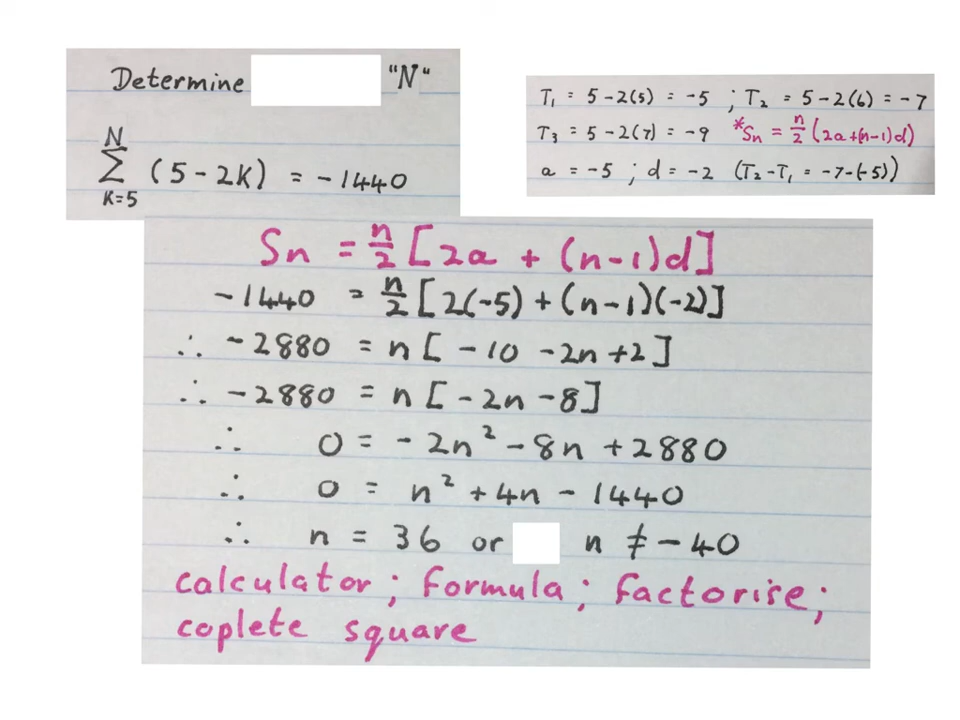 Determine "N"
N
Σ (5-2K) = -1440
K=5
T₁ = 5-2(5) = -5 ; T₂ = 5-2(6) = -7
T₃ = 5-2(7) = -9 *Sn = n/2 (2a+(n-1)d)
a = -5 ; d = -2 (T₂-T₁ = -7-(-5))
Sn = n/2 [2a + (n-1)d]
-1440 = n/2 [2(-5) + (n-1)(-2)]
∴ -2880 = n[-10 -2n+2]
∴ -2880 = n[-2n-8]
∴ 0 = -2n² -8n +2880
∴ 0 = n² +4n - 1440
∴ n = 36 or n ≠ -40
calculator ; formula ; factorise ;
coplete square